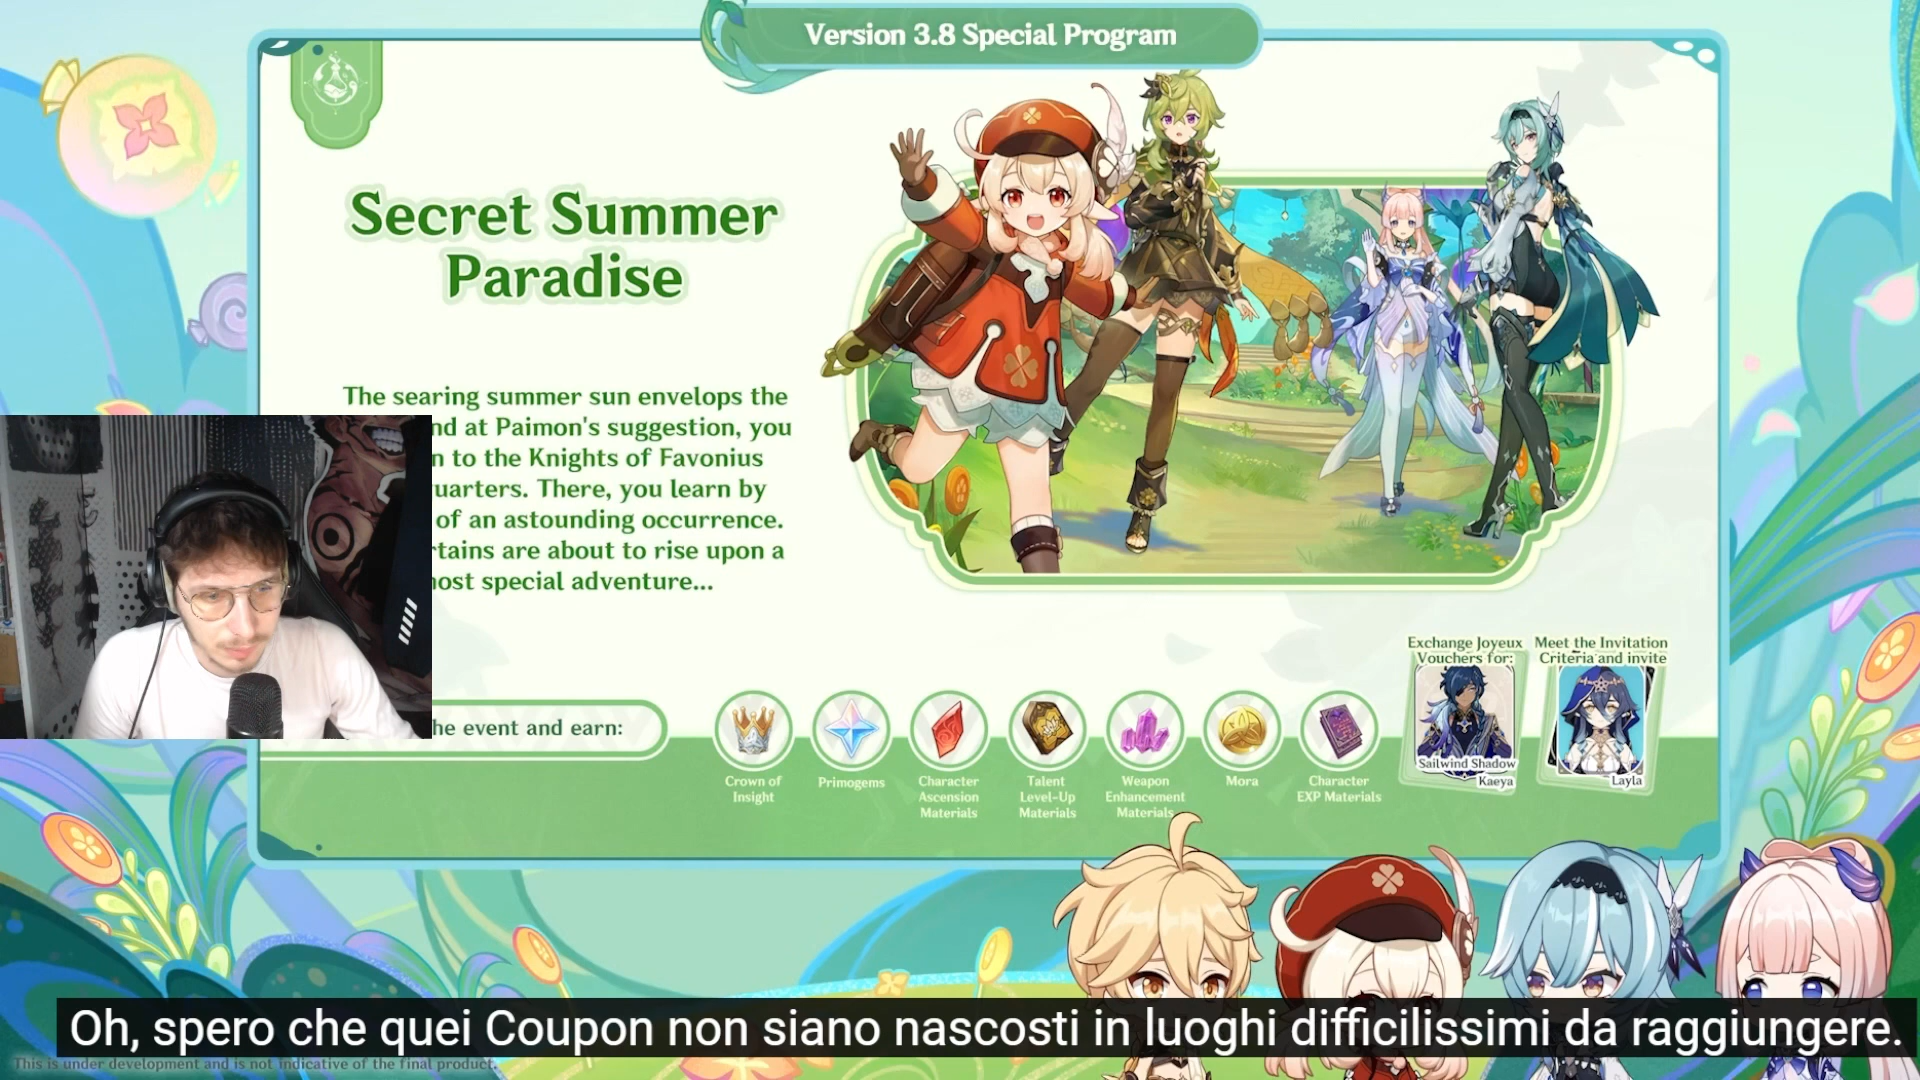 Version 3.8 Special Program
Secret Summer
Paradise
The searing summer sun envelops the
nd at Paimon's suggestion, you
n to the Knights of Favonius
uarters. There, you learn by
of an astounding occurrence.
rtains are about to rise upon a
ost special adventure...
he event and earn:
Crown of
Insight
Primogems
Character
Ascension
Materials
Talent
Level-Up
Materials
Weapon
Enhancement
Materials
Mora
Character
EXP Materials
Exchange Joyeux
Vouchers for:
Sailwind Shadow
Kaeya
Meet the Invitation
Criteria and invite
Layla
Oh, spero che quei Coupon non siano nascosti in luoghi difficilissimi da raggiungere.
This is under development and is not indicative of the final product.